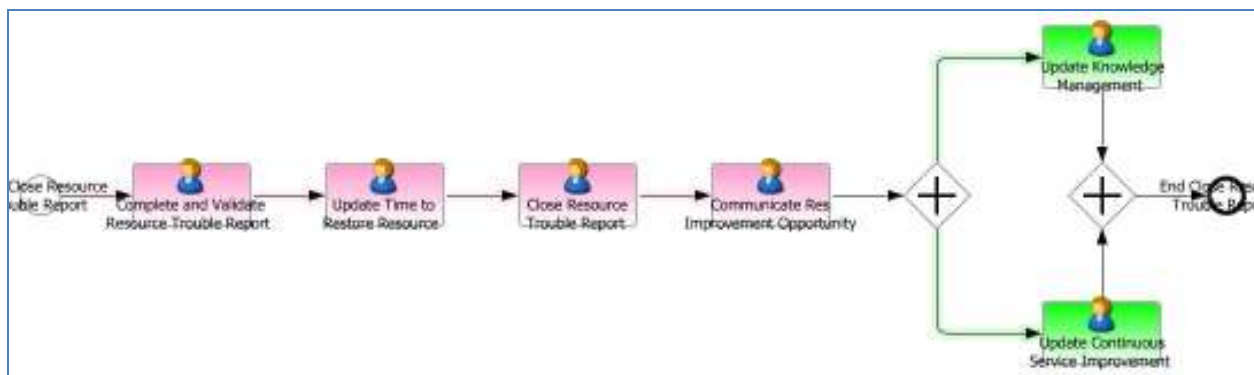 Close Resource
uble Report
Complete and Validate
Resource Trouble Report
Update Time to
Restore Resource
Close Resource
Trouble Report
Communicate Res
Improvement Opportunity
Update Knowledge
Management
Update Continuous
Service Improvement
End Close
Trouble